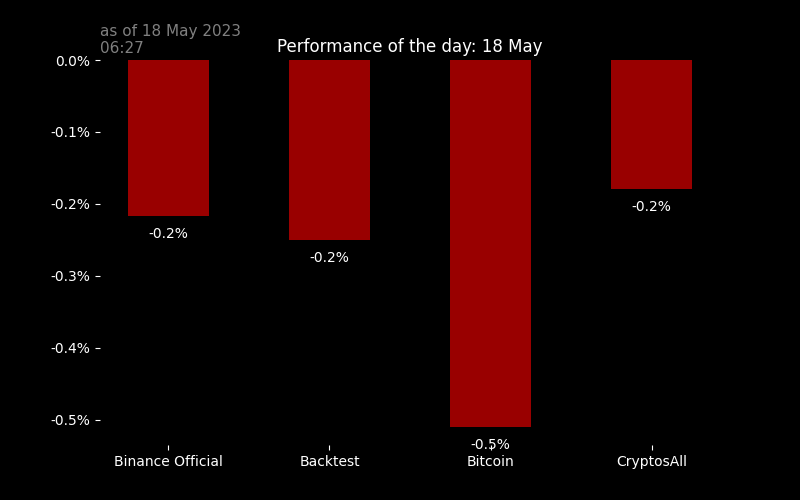 as of 18 May 2023
06:27
Performance of the day: 18 May
0.0%
-0.1%
-0.2%
-0.3%
-0.4%
-0.5%
-0.2%
-0.2%
-0.5%
-0.2%
Binance Official
Backtest
Bitcoin
CryptosAll